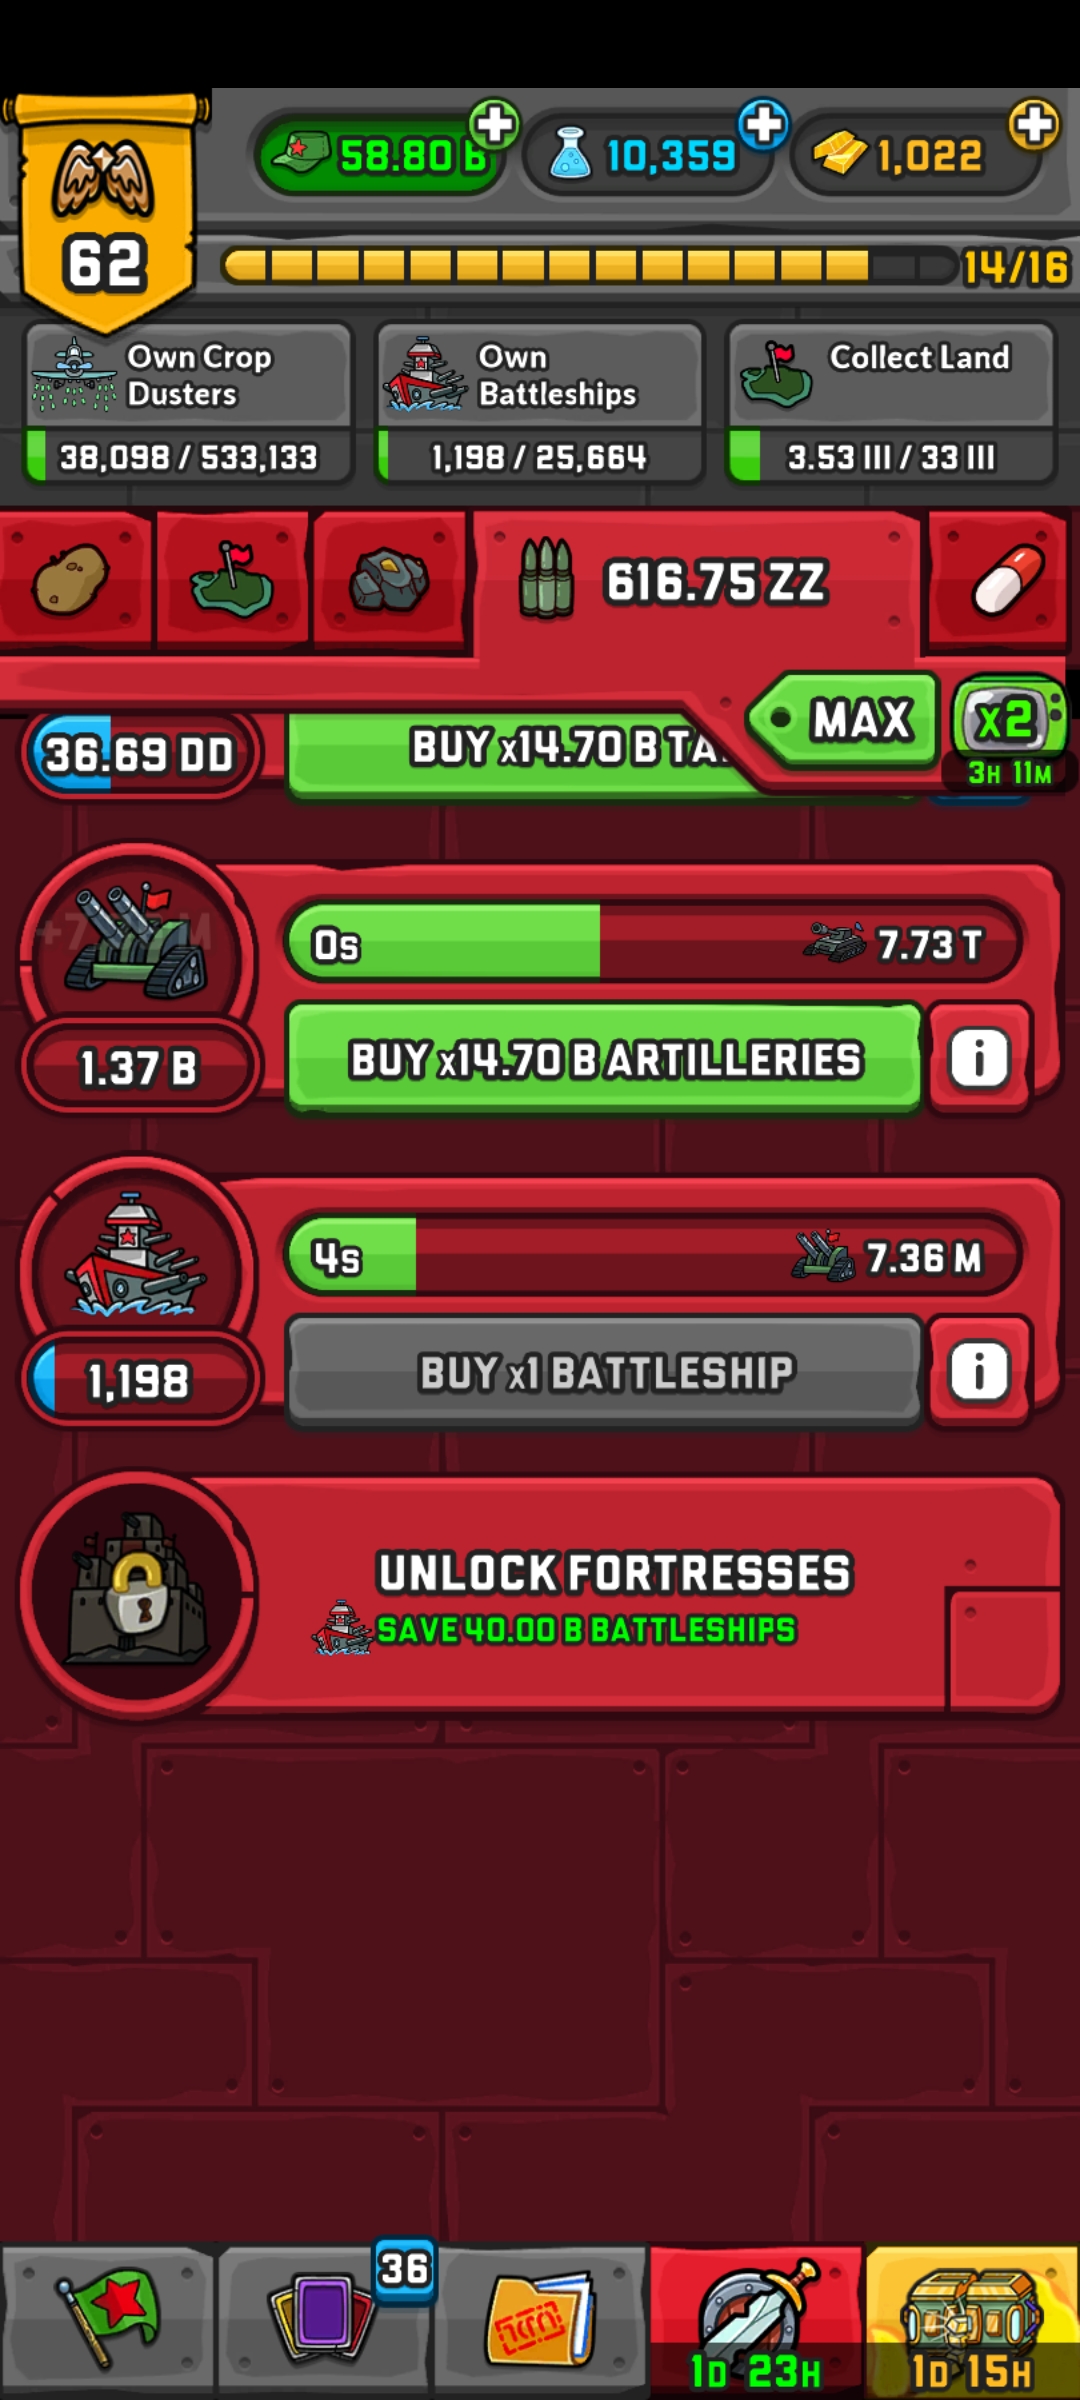 58.80 B
10,359
1,022
62
14/16
Own Crop
Dusters
38,098 / 533,133
Own
Battleships
1,198 / 25,664
Collect Land
3.53 III / 33 III
616.75 ZZ
MAX
x2
3H 11M
36.69 DD
BUY x14.70 B TA
0s
7.73 T
1.37 B
BUY x14.70 B ARTILLERIES
i
4s
7.36 M
1,198
BUY x1 BATTLESHIP
i
UNLOCK FORTRESSES
SAVE 40.00 B BATTLESHIPS
36
1D 23H
1D 15H